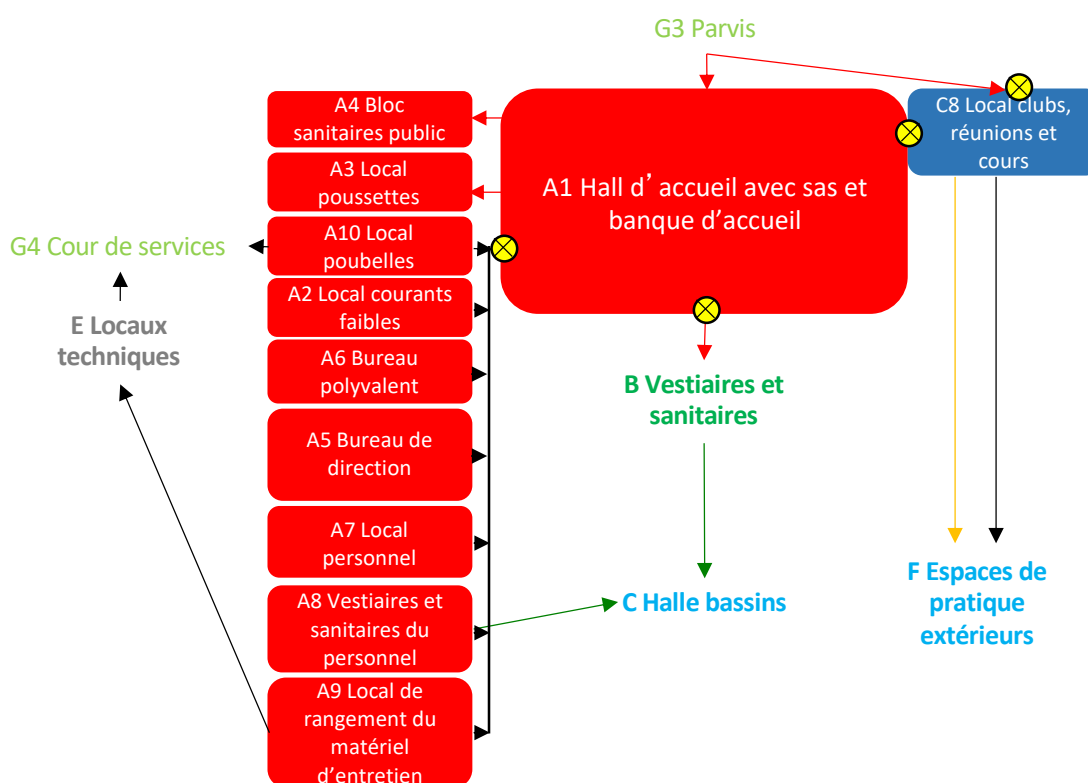 G3 Parvis
A4 Bloc
sanitaires public
A3 Local
poussettes
A10 Local
poubelles
A2 Local courants
faibles
A6 Bureau
polyvalent
A5 Bureau de
direction
A7 Local
personnel
A8 Vestiaires et
sanitaires du
personnel
A9 Local de
rangement du
matériel
d'entretien
G4 Cour de services
E Locaux
techniques
A1 Hall d' accueil avec sas et
banque d'accueil
C8 Local clubs,
réunions et
cours
B Vestiaires et
sanitaires
C Halle bassins
F Espaces de
pratique
extérieurs